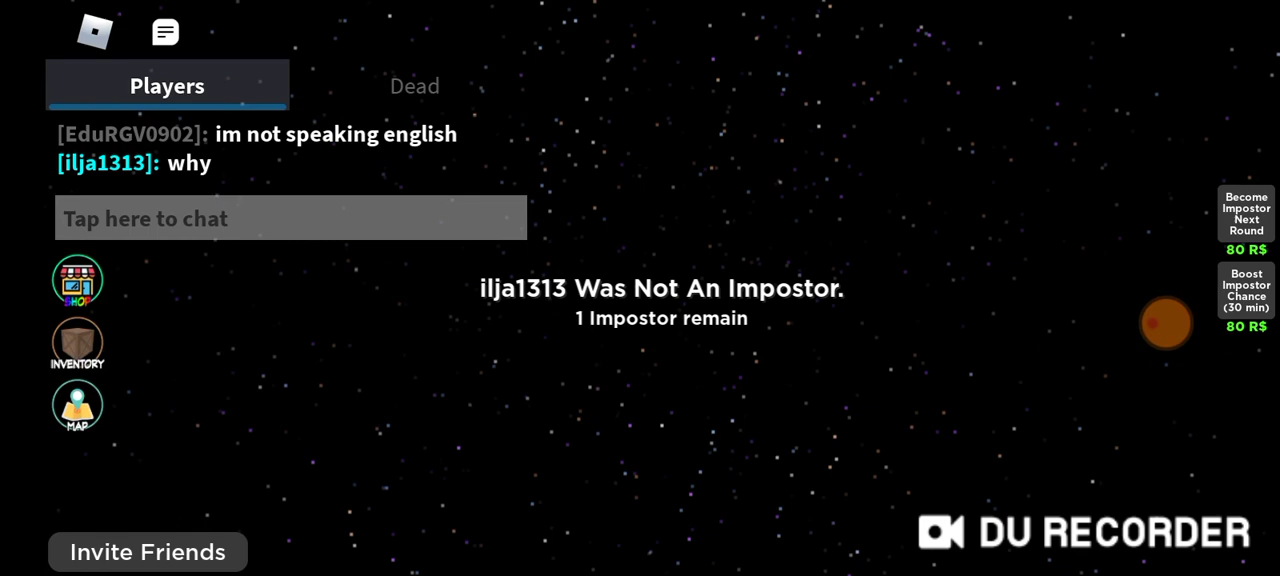 Players
Dead
[EduRGV0902]: im not speaking english
[ilja1313]: why
Tap here to chat
SHOP
INVENTORY
MAP
Invite Friends
ilja1313 Was Not An Impostor.
1 Impostor remain
Become
Impostor
Next
Round
80 R$
Boost
Impostor
Chance
(30 min)
80 R$
DU RECORDER